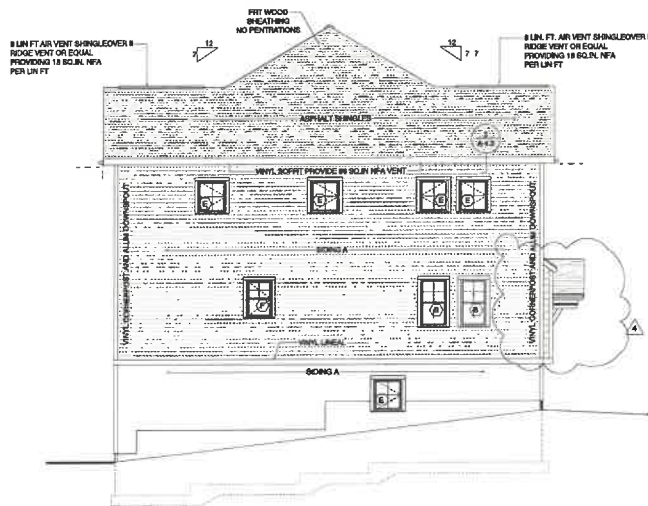 FRT WOOD
SHEATHING
NO PENTRATIONS
8 LIN. FT AIR VENT SHINGLEOVER II
RIDGE VENT OR EQUAL
PROVIDING 18 SQ.IN. NFA
PER LIN FT
12
7
12
7 7
8 LIN. FT. AIR VENT SHINGLEOVER
RIDGE VENT OR EQUAL
PROVIDING 18 SQ.IN. NFA
PER LIN FT
ASPHALT SHINGLES
VINYL SOFFIT PROVIDE SQ.IN NFA VENT
E
E
E
E
VINYL CORNERPOST AND ALUM DOWNSPOUT
VINYL CORNERPOST AND ALUM DOWNSPOUT
SIDING A
VINYL LINEAL
4
SIDING A
E